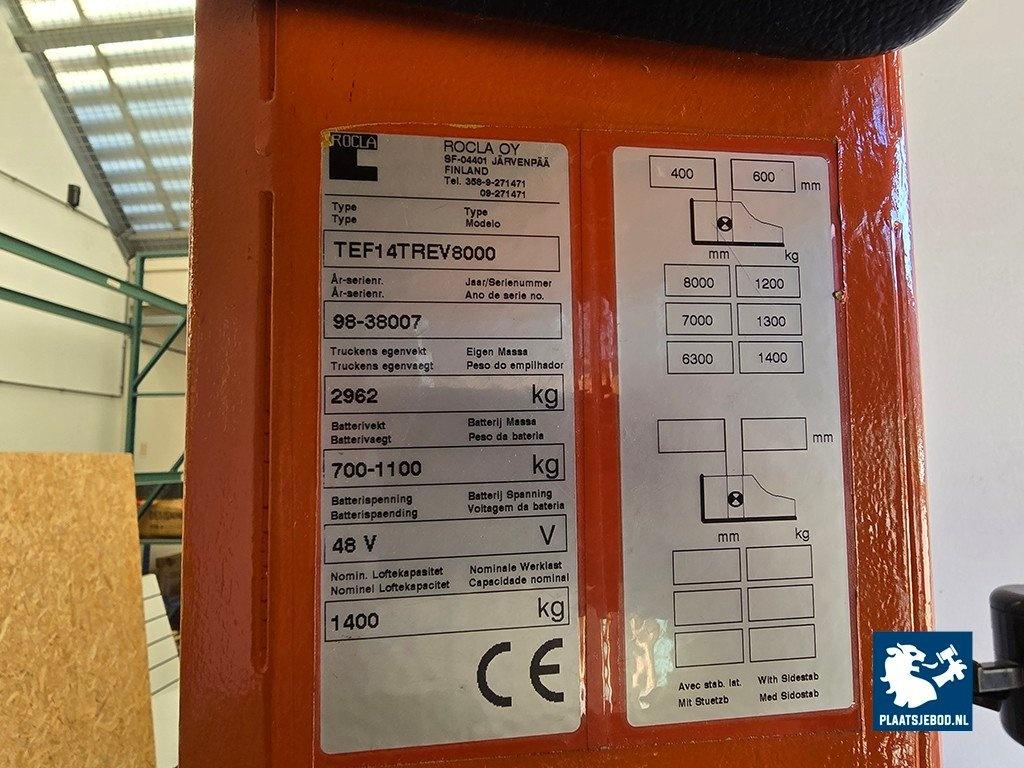 ROCLA
ROCLA OY
SF-04401 JÄRVENPÄÄ
FINLAND
Tel. 358-9-271471
09-271471
Type Type
Type Modelo
TEF14TREV8000
År-serienr. Jaar/Serienummer
År-serienr. Ano de serie no.
98-38007
Truckens egenvekt Eigen Massa
Truckens egenvaegt Peso do empilhador
2962 kg
Batterivekt Batterij Massa
Batterivaegt Peso da bateria
700-1100 kg
Batterispenning Batterij Spanning
Batterispaending Voltagem da bateria
48 V V
Nomin. Loftekapasitet Nominale Werklast
Nominel Loftekapacitet Capacidade nominal
1400 kg
CE
400 600 mm
mm kg
8000 1200
7000 1300
6300 1400
mm
mm kg
Avec stab. lat. With Sidestab
Mit Stuetzb Med Sidostab
PLAATSJEBOD.NL